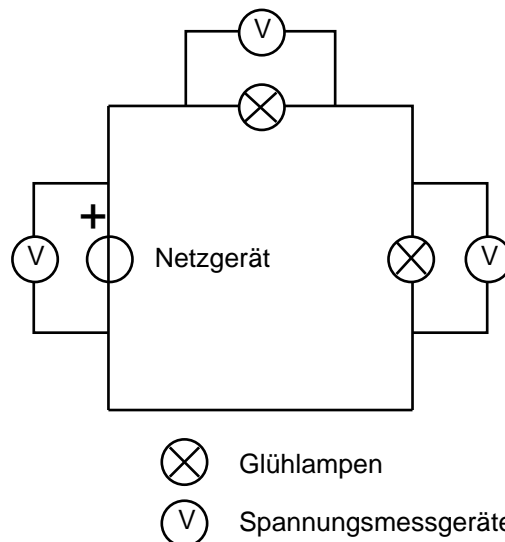 V
+
V
Netzgerät
V
Glühlampen
V
Spannungsmessgeräte